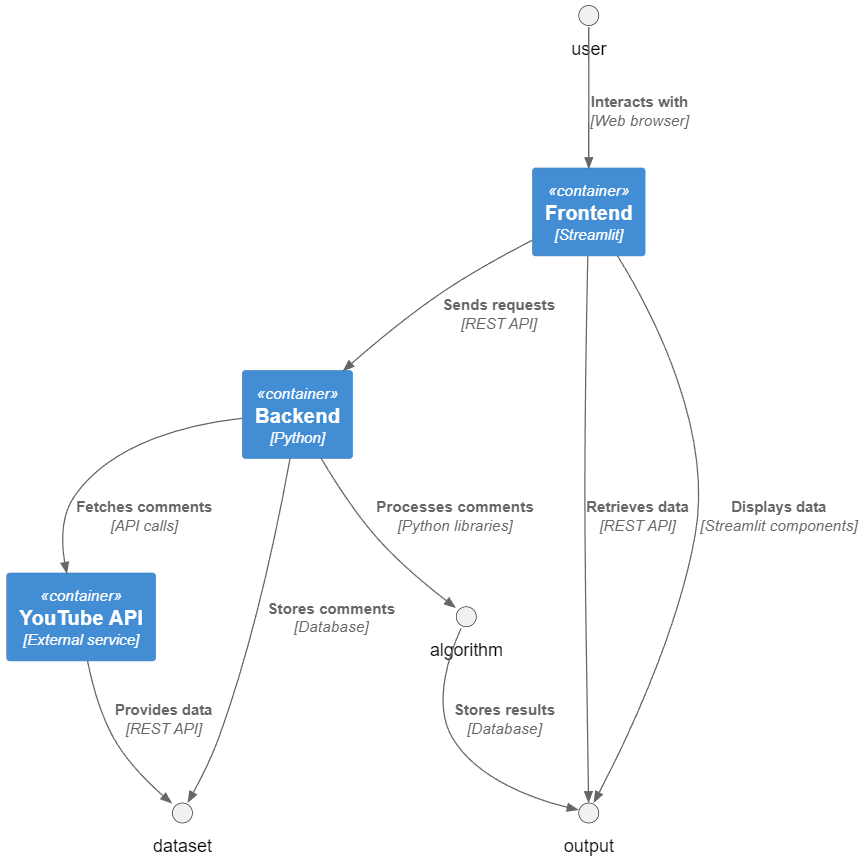 user
Interacts with
[Web browser]
«container»
Frontend
[Streamlit]
Sends requests
[REST API]
«container»
Backend
[Python]
Fetches comments
[API calls]
Processes comments
[Python libraries]
Retrieves data
[REST API]
Displays data
[Streamlit components]
«container»
YouTube API
[External service]
Stores comments
[Database]
algorithm
Provides data
[REST API]
Stores results
[Database]
dataset
output